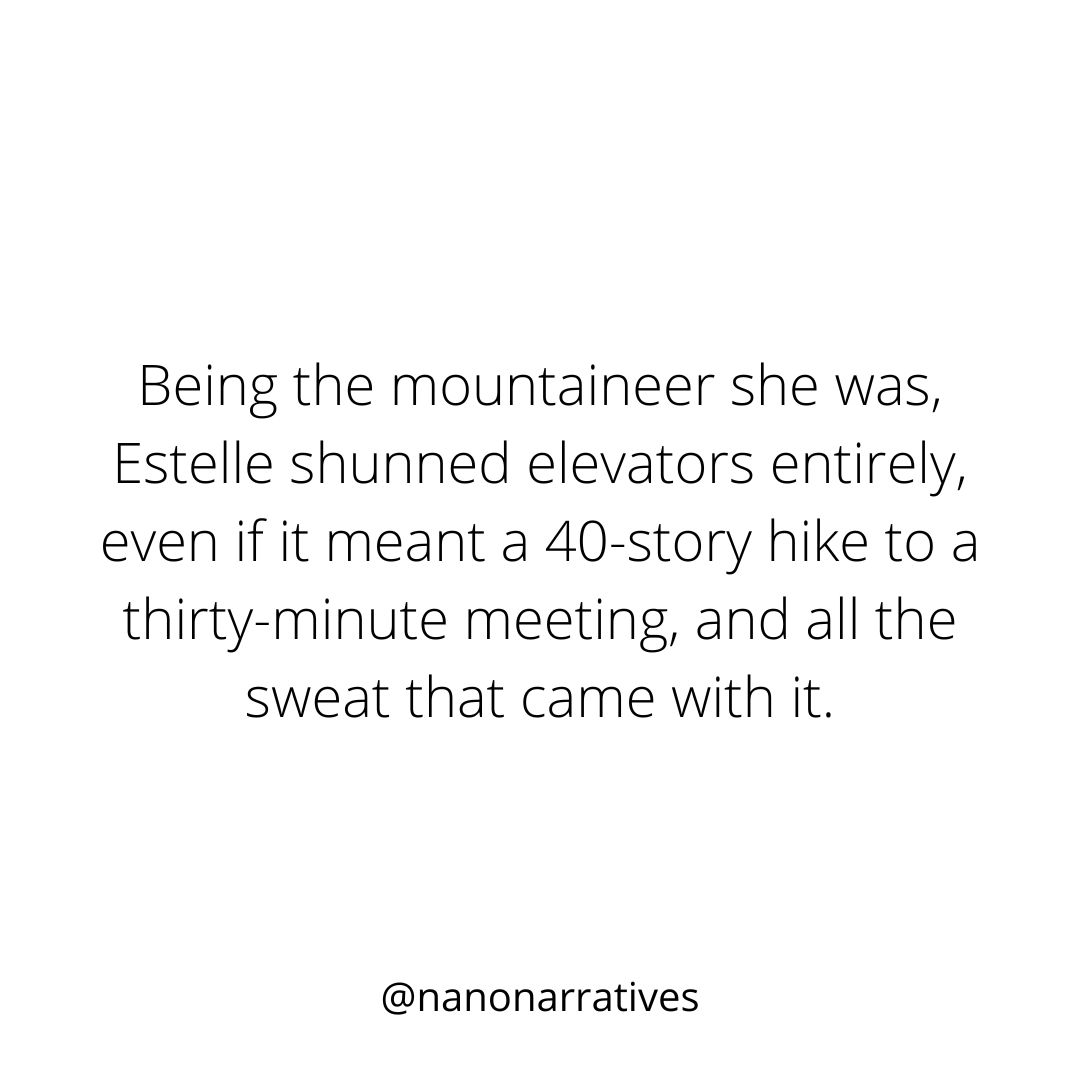 Being the mountaineer she was,
Estelle shunned elevators entirely,
even if it meant a 40-story hike to a
thirty-minute meeting, and all the
sweat that came with it.
@nanonarratives